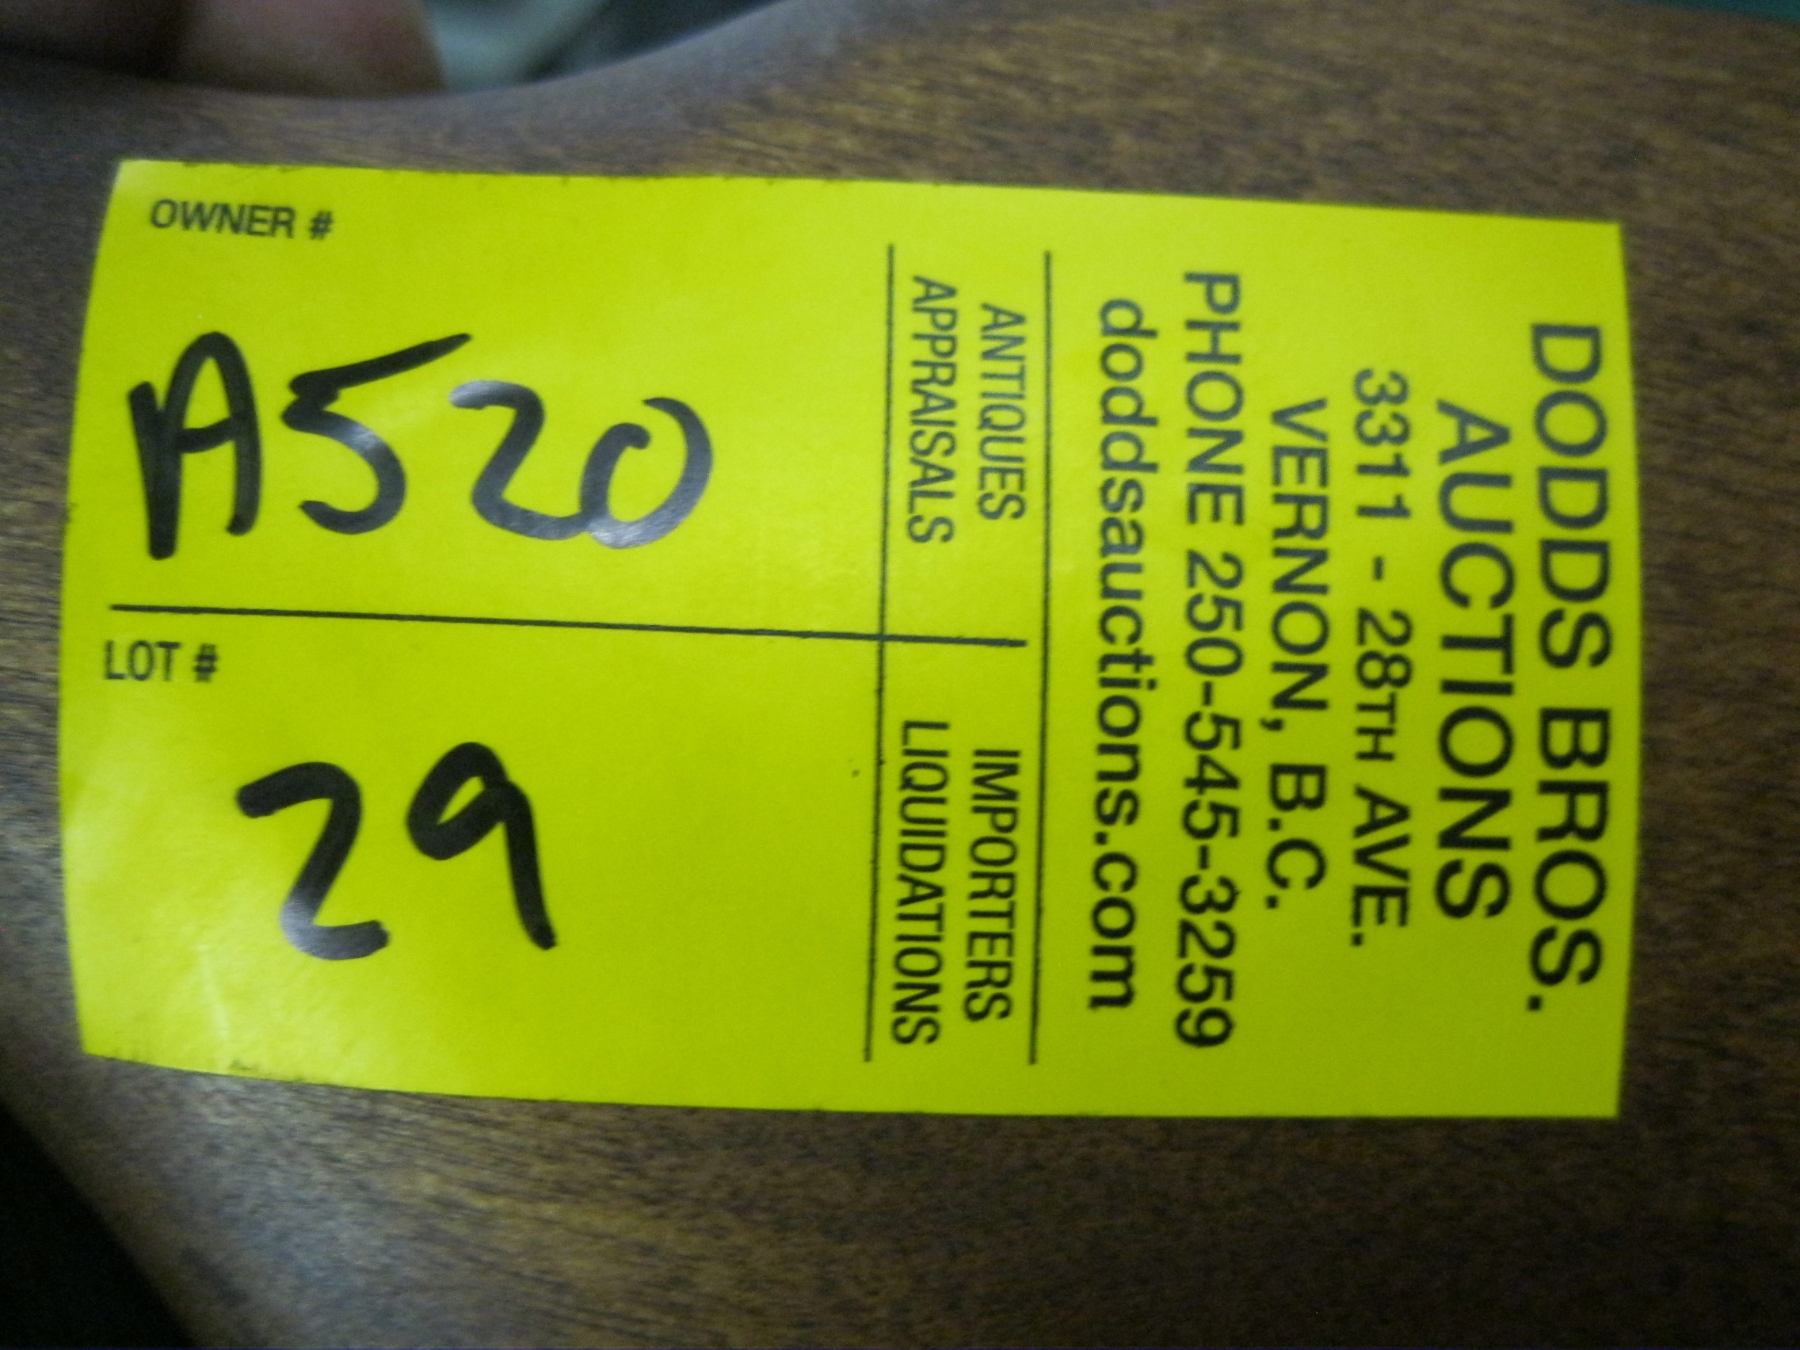 DODDS BROS.
AUCTIONS
3311 - 28TH AVE.
VERNON, B.C.
PHONE 250-545-3259
doddsauctions.com
ANTIQUES
APPRAISALS
IMPORTERS
LIQUIDATIONS
OWNER #
A520
LOT #
29